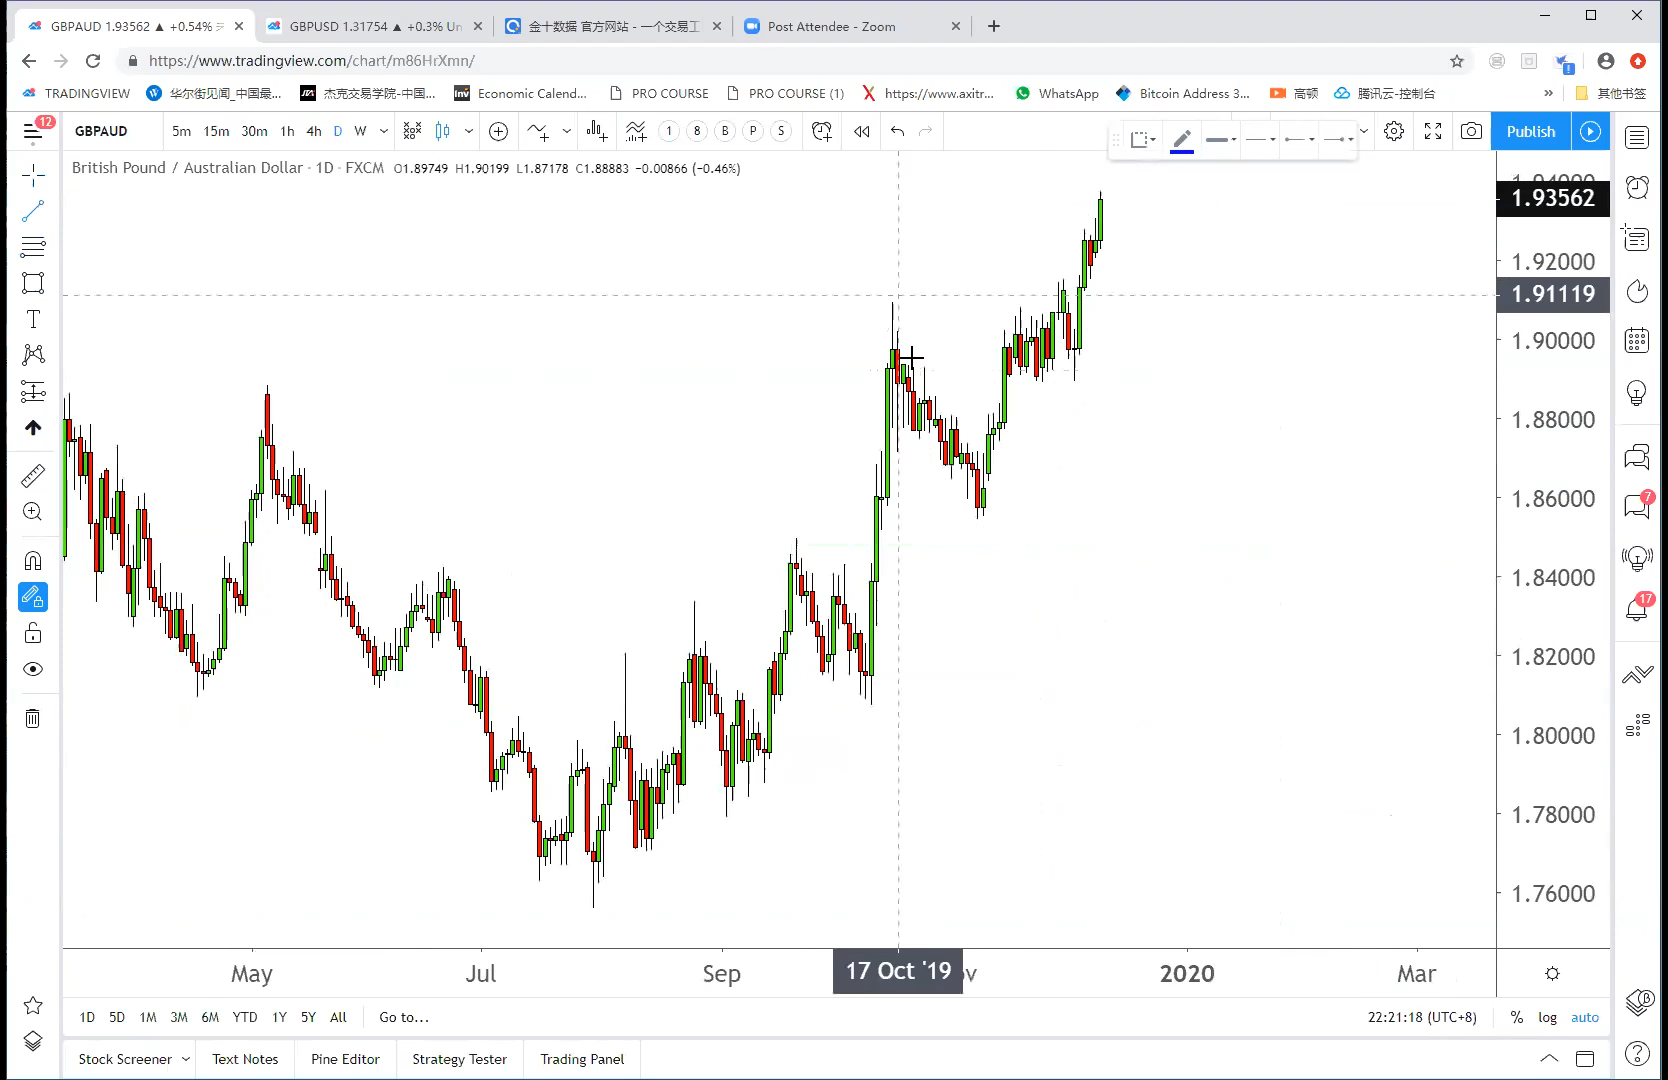 GBPAUD 1.93562 ▲ +0.54%
GBPUSD 1.31754 ▲ +0.3% Un
金十数据 官方网站 - 一个交易工
Post Attendee - Zoom
https://www.tradingview.com/chart/m86HrXmn/
TRADINGVIEW
华尔街见闻_中国最...
杰克交易学院-中国...
Economic Calend...
PRO COURSE
PRO COURSE (1)
https://www.axitr...
WhatsApp
Bitcoin Address 3...
高顿
腾讯云-控制台
»
其他书签
12
GBPAUD
5m 15m 30m 1h 4h D W
1 8 B P S
Publish
British Pound / Australian Dollar · 1D · FXCM O1.89749 H1.90199 L1.87178 C1.88883 −0.00866 (−0.46%)
1.93562
1.92000
1.91119
1.90000
1.88000
1.86000
1.84000
1.82000
1.80000
1.78000
1.76000
7
17
May Jul Sep 17 Oct '19 2020 Mar
1D 5D 1M 3M 6M YTD 1Y 5Y All Go to...
22:21:18 (UTC+8) % log auto
Stock Screener Text Notes Pine Editor Strategy Tester Trading Panel